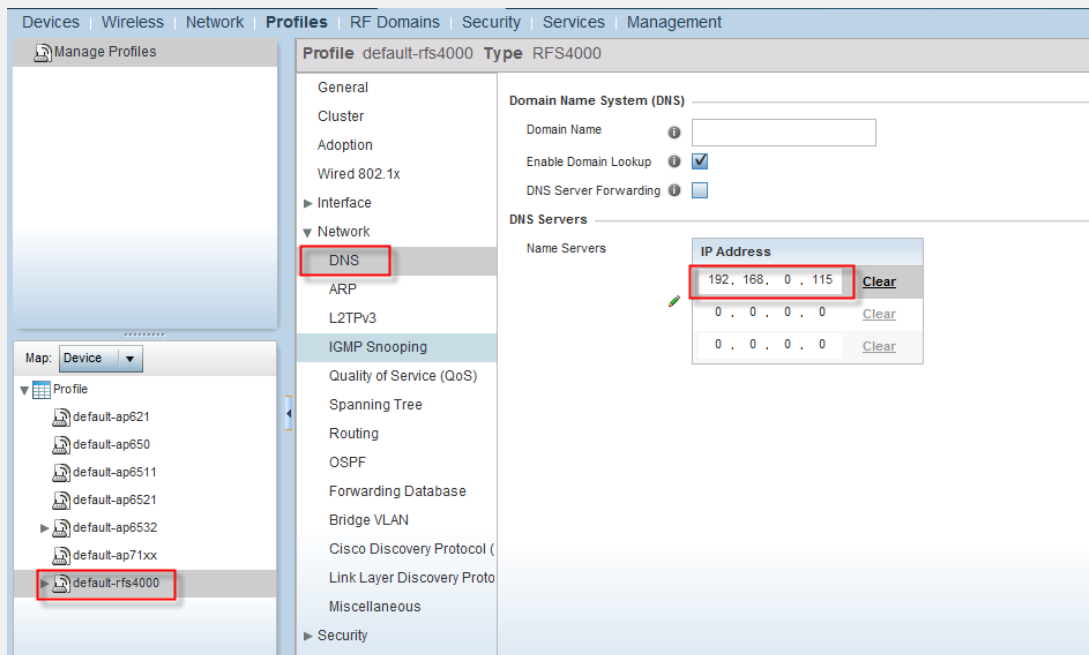 Devices Wireless Network Profiles RF Domains Security Services Management
Manage Profiles
Map: Device
Profile
default-ap621
default-ap650
default-ap6511
default-ap6521
default-ap6532
default-ap71xx
default-rfs4000
Profile default-rfs4000 Type RFS4000
General
Cluster
Adoption
Wired 802.1x
Interface
Network
DNS
ARP
L2TPv3
IGMP Snooping
Quality of Service (QoS)
Spanning Tree
Routing
OSPF
Forwarding Database
Bridge VLAN
Cisco Discovery Protocol (
Link Layer Discovery Proto
Miscellaneous
Security
Domain Name System (DNS)
Domain Name
Enable Domain Lookup
DNS Server Forwarding
DNS Servers
Name Servers
IP Address
192. 168. 0 . 115 Clear
0 . 0 . 0 . 0 Clear
0 . 0 . 0 . 0 Clear